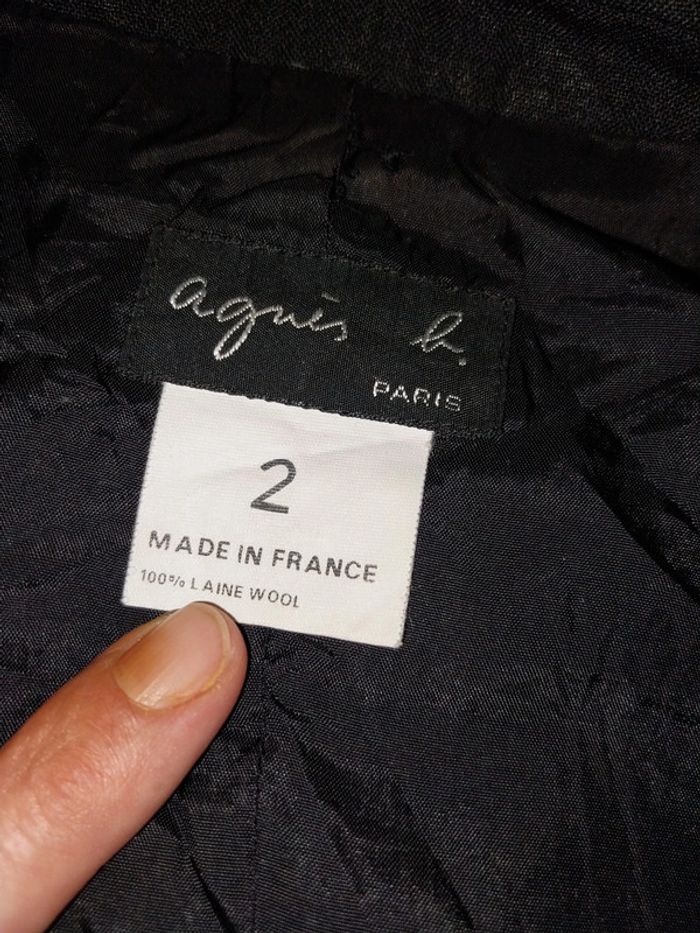 agnès b.
PARIS
2
MADE IN FRANCE
100% LAINE WOOL